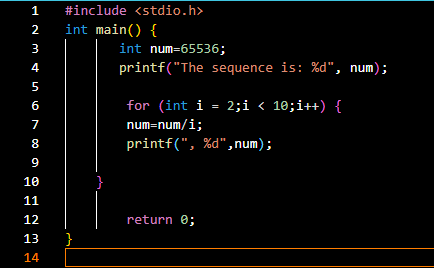 1 #include <stdio.h>
2 int main() {
3 int num=65536;
4 printf("The sequence is: %d", num);
5
6 for (int i = 2;i < 10;i++) {
7 num=num/i;
8 printf(", %d",num);
9
10 }
11
12 return 0;
13 }
14